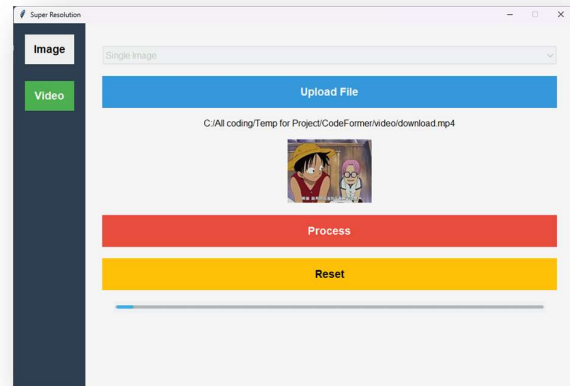 Super Resolution
Image
Video
Single Image
Upload File
C:/All coding/Temp for Project/CodeFormer/video/download.mp4
Process
Reset